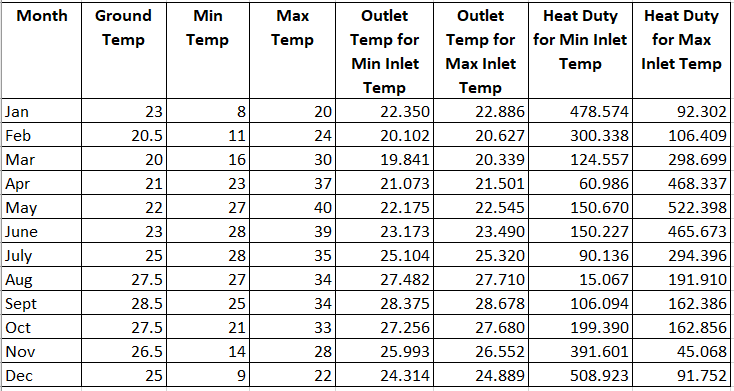 Month Ground Temp Min Temp Max Temp Outlet Temp for Min Inlet Temp Outlet Temp for Max Inlet Temp Heat Duty for Min Inlet Temp Heat Duty for Max Inlet Temp
Jan 23 8 20 22.350 22.886 478.574 92.302
Feb 20.5 11 24 20.102 20.627 300.338 106.409
Mar 20 16 30 19.841 20.339 124.557 298.699
Apr 21 23 37 21.073 21.501 60.986 468.337
May 22 27 40 22.175 22.545 150.670 522.398
June 23 28 39 23.173 23.490 150.227 465.673
July 25 28 35 25.104 25.320 90.136 294.396
Aug 27.5 27 34 27.482 27.710 15.067 191.910
Sept 28.5 25 34 28.375 28.678 106.094 162.386
Oct 27.5 21 33 27.256 27.680 199.390 162.856
Nov 26.5 14 28 25.993 26.552 391.601 45.068
Dec 25 9 22 24.314 24.889 508.923 91.752